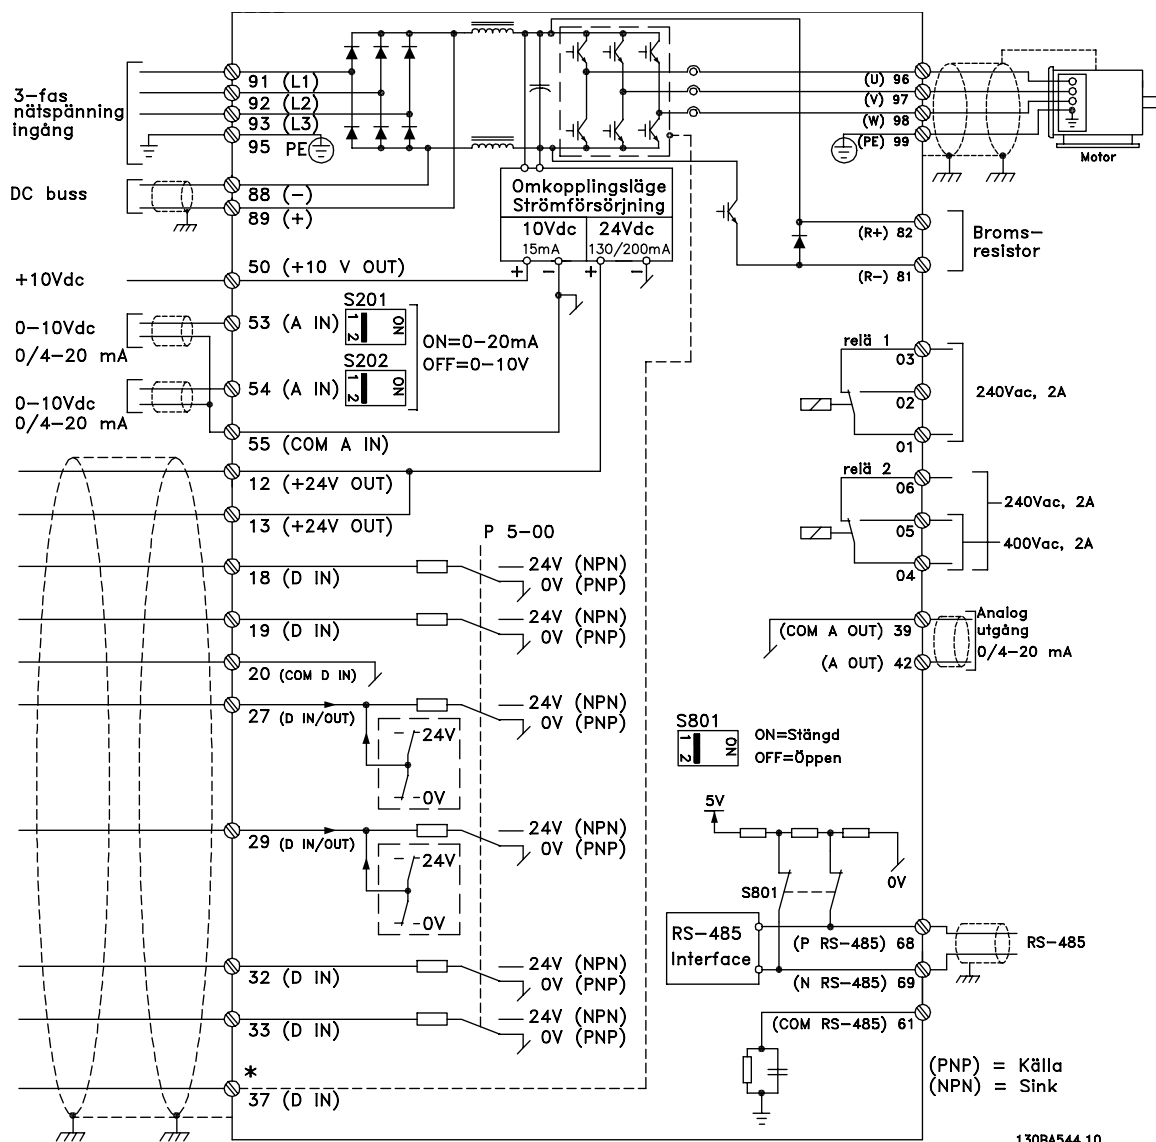 3-fas
nätspänning
ingång
91 (L1)
92 (L2)
93 (L3)
95 PE
DC buss
88 (-)
89 (+)
+10Vdc
50 (+10 V OUT)
0-10Vdc
0/4-20 mA
53 (A IN)
S201
1 2
ON
ON=0-20mA
OFF=0-10V
S202
1 2
ON
0-10Vdc
0/4-20 mA
54 (A IN)
55 (COM A IN)
12 (+24V OUT)
13 (+24V OUT)
P 5-00
18 (D IN)
24V (NPN)
0V (PNP)
19 (D IN)
24V (NPN)
0V (PNP)
20 (COM D IN)
27 (D IN/OUT)
24V (NPN)
0V (PNP)
24V
0V
29 (D IN/OUT)
24V (NPN)
0V (PNP)
24V
0V
32 (D IN)
24V (NPN)
0V (PNP)
33 (D IN)
24V (NPN)
0V (PNP)
*
37 (D IN)
Omkopplingsläge
Strömförsörjning
10Vdc
15mA
24Vdc
130/200mA
+ - + -
(U) 96
(V) 97
(W) 98
(PE) 99
Motor
(R+) 82
(R-) 81
Broms-
resistor
relä 1
03
02
01
240Vac, 2A
relä 2
06
05
04
240Vac, 2A
400Vac, 2A
(COM A OUT) 39
(A OUT) 42
Analog
utgång
0/4-20 mA
S801
1 2
ON
ON=Stängd
OFF=Öppen
5V
0V
S801
RS-485
Interface
(P RS-485) 68
(N RS-485) 69
RS-485
(COM RS-485) 61
(PNP) = Källa
(NPN) = Sink
130BA544.10